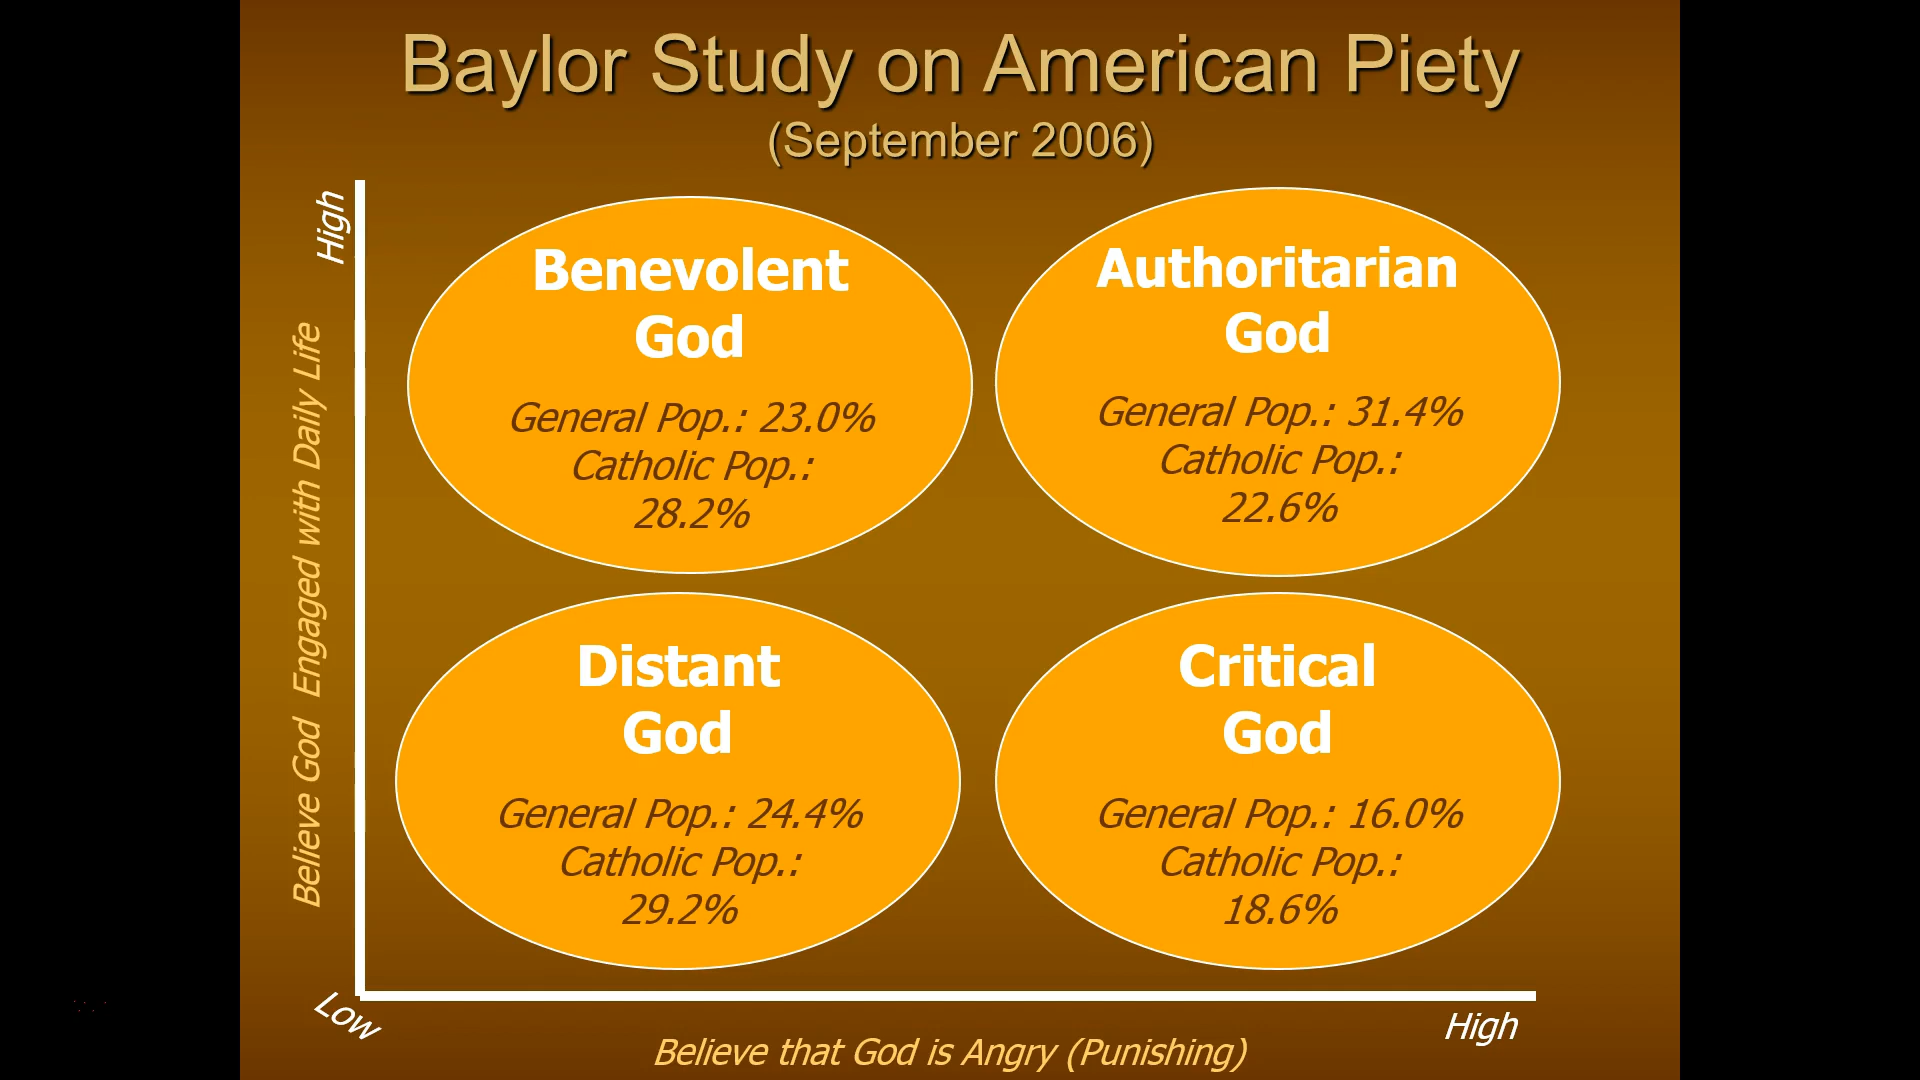 Baylor Study on American Piety
(September 2006)
High
Believe God Engaged with Daily Life
Benevolent
God
General Pop.: 23.0%
Catholic Pop.:
28.2%
Authoritarian
God
General Pop.: 31.4%
Catholic Pop.:
22.6%
Distant
God
General Pop.: 24.4%
Catholic Pop.:
29.2%
Critical
God
General Pop.: 16.0%
Catholic Pop.:
18.6%
Low
High
Believe that God is Angry (Punishing)